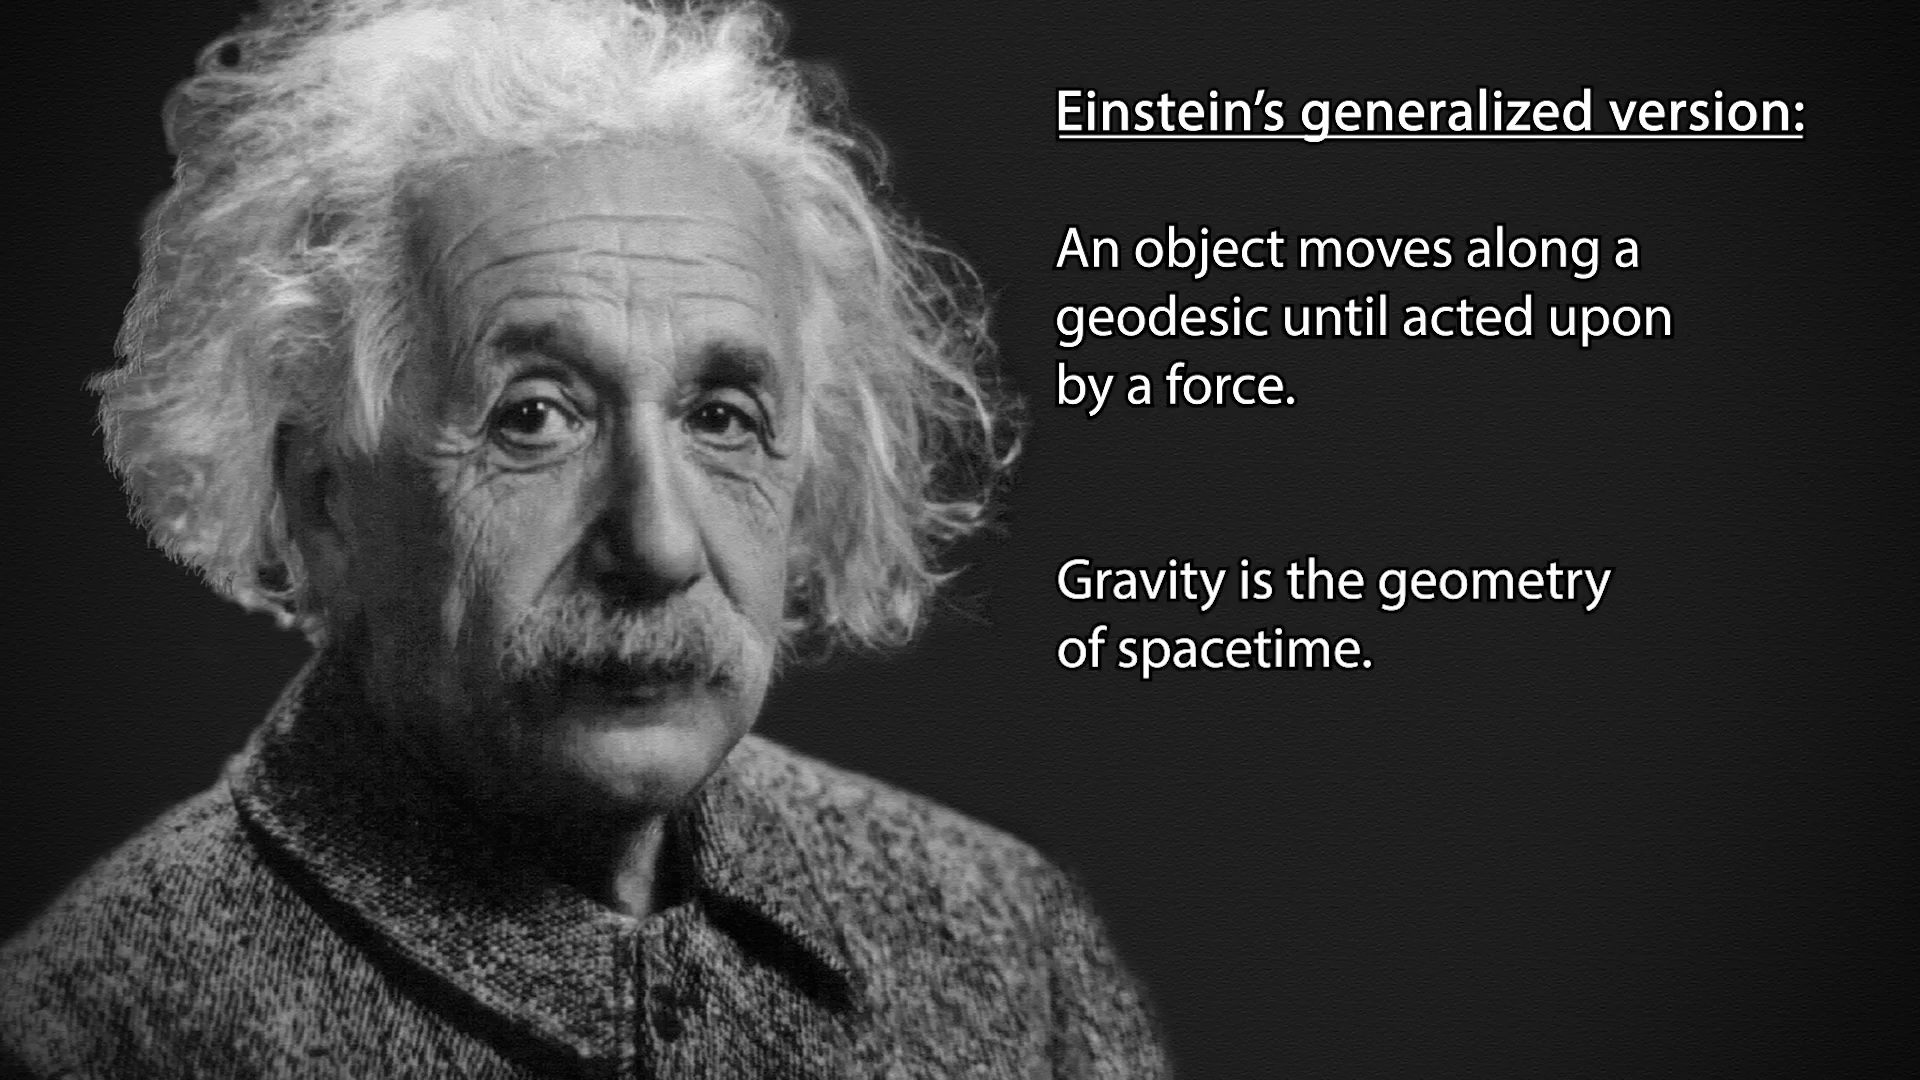 Einstein’s generalized version:
An object moves along a
geodesic until acted upon
by a force.
Gravity is the geometry
of spacetime.